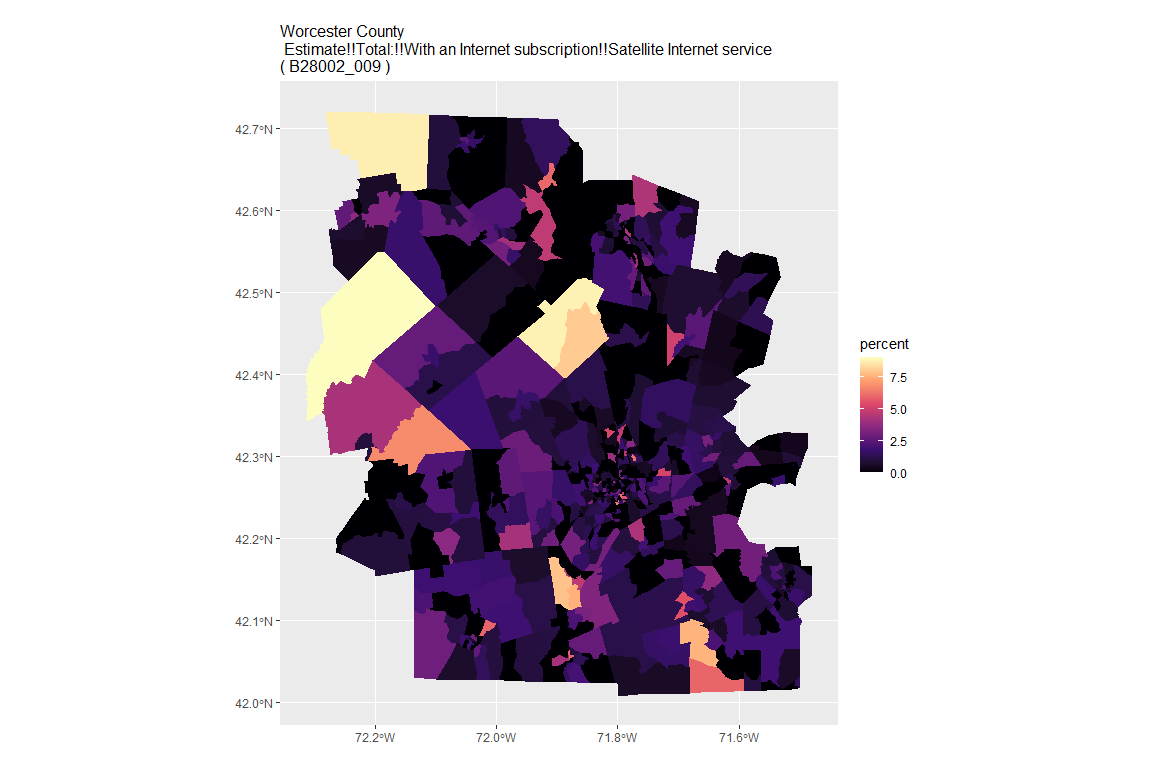 Worcester County
Estimate!!Total:!!With an Internet subscription!!Satellite Internet service
( B28002_009 )
42.7°N
42.6°N
42.5°N
42.4°N
42.3°N
42.2°N
42.1°N
42.0°N
72.2°W
72.0°W
71.8°W
71.6°W
percent
7.5
5.0
2.5
0.0